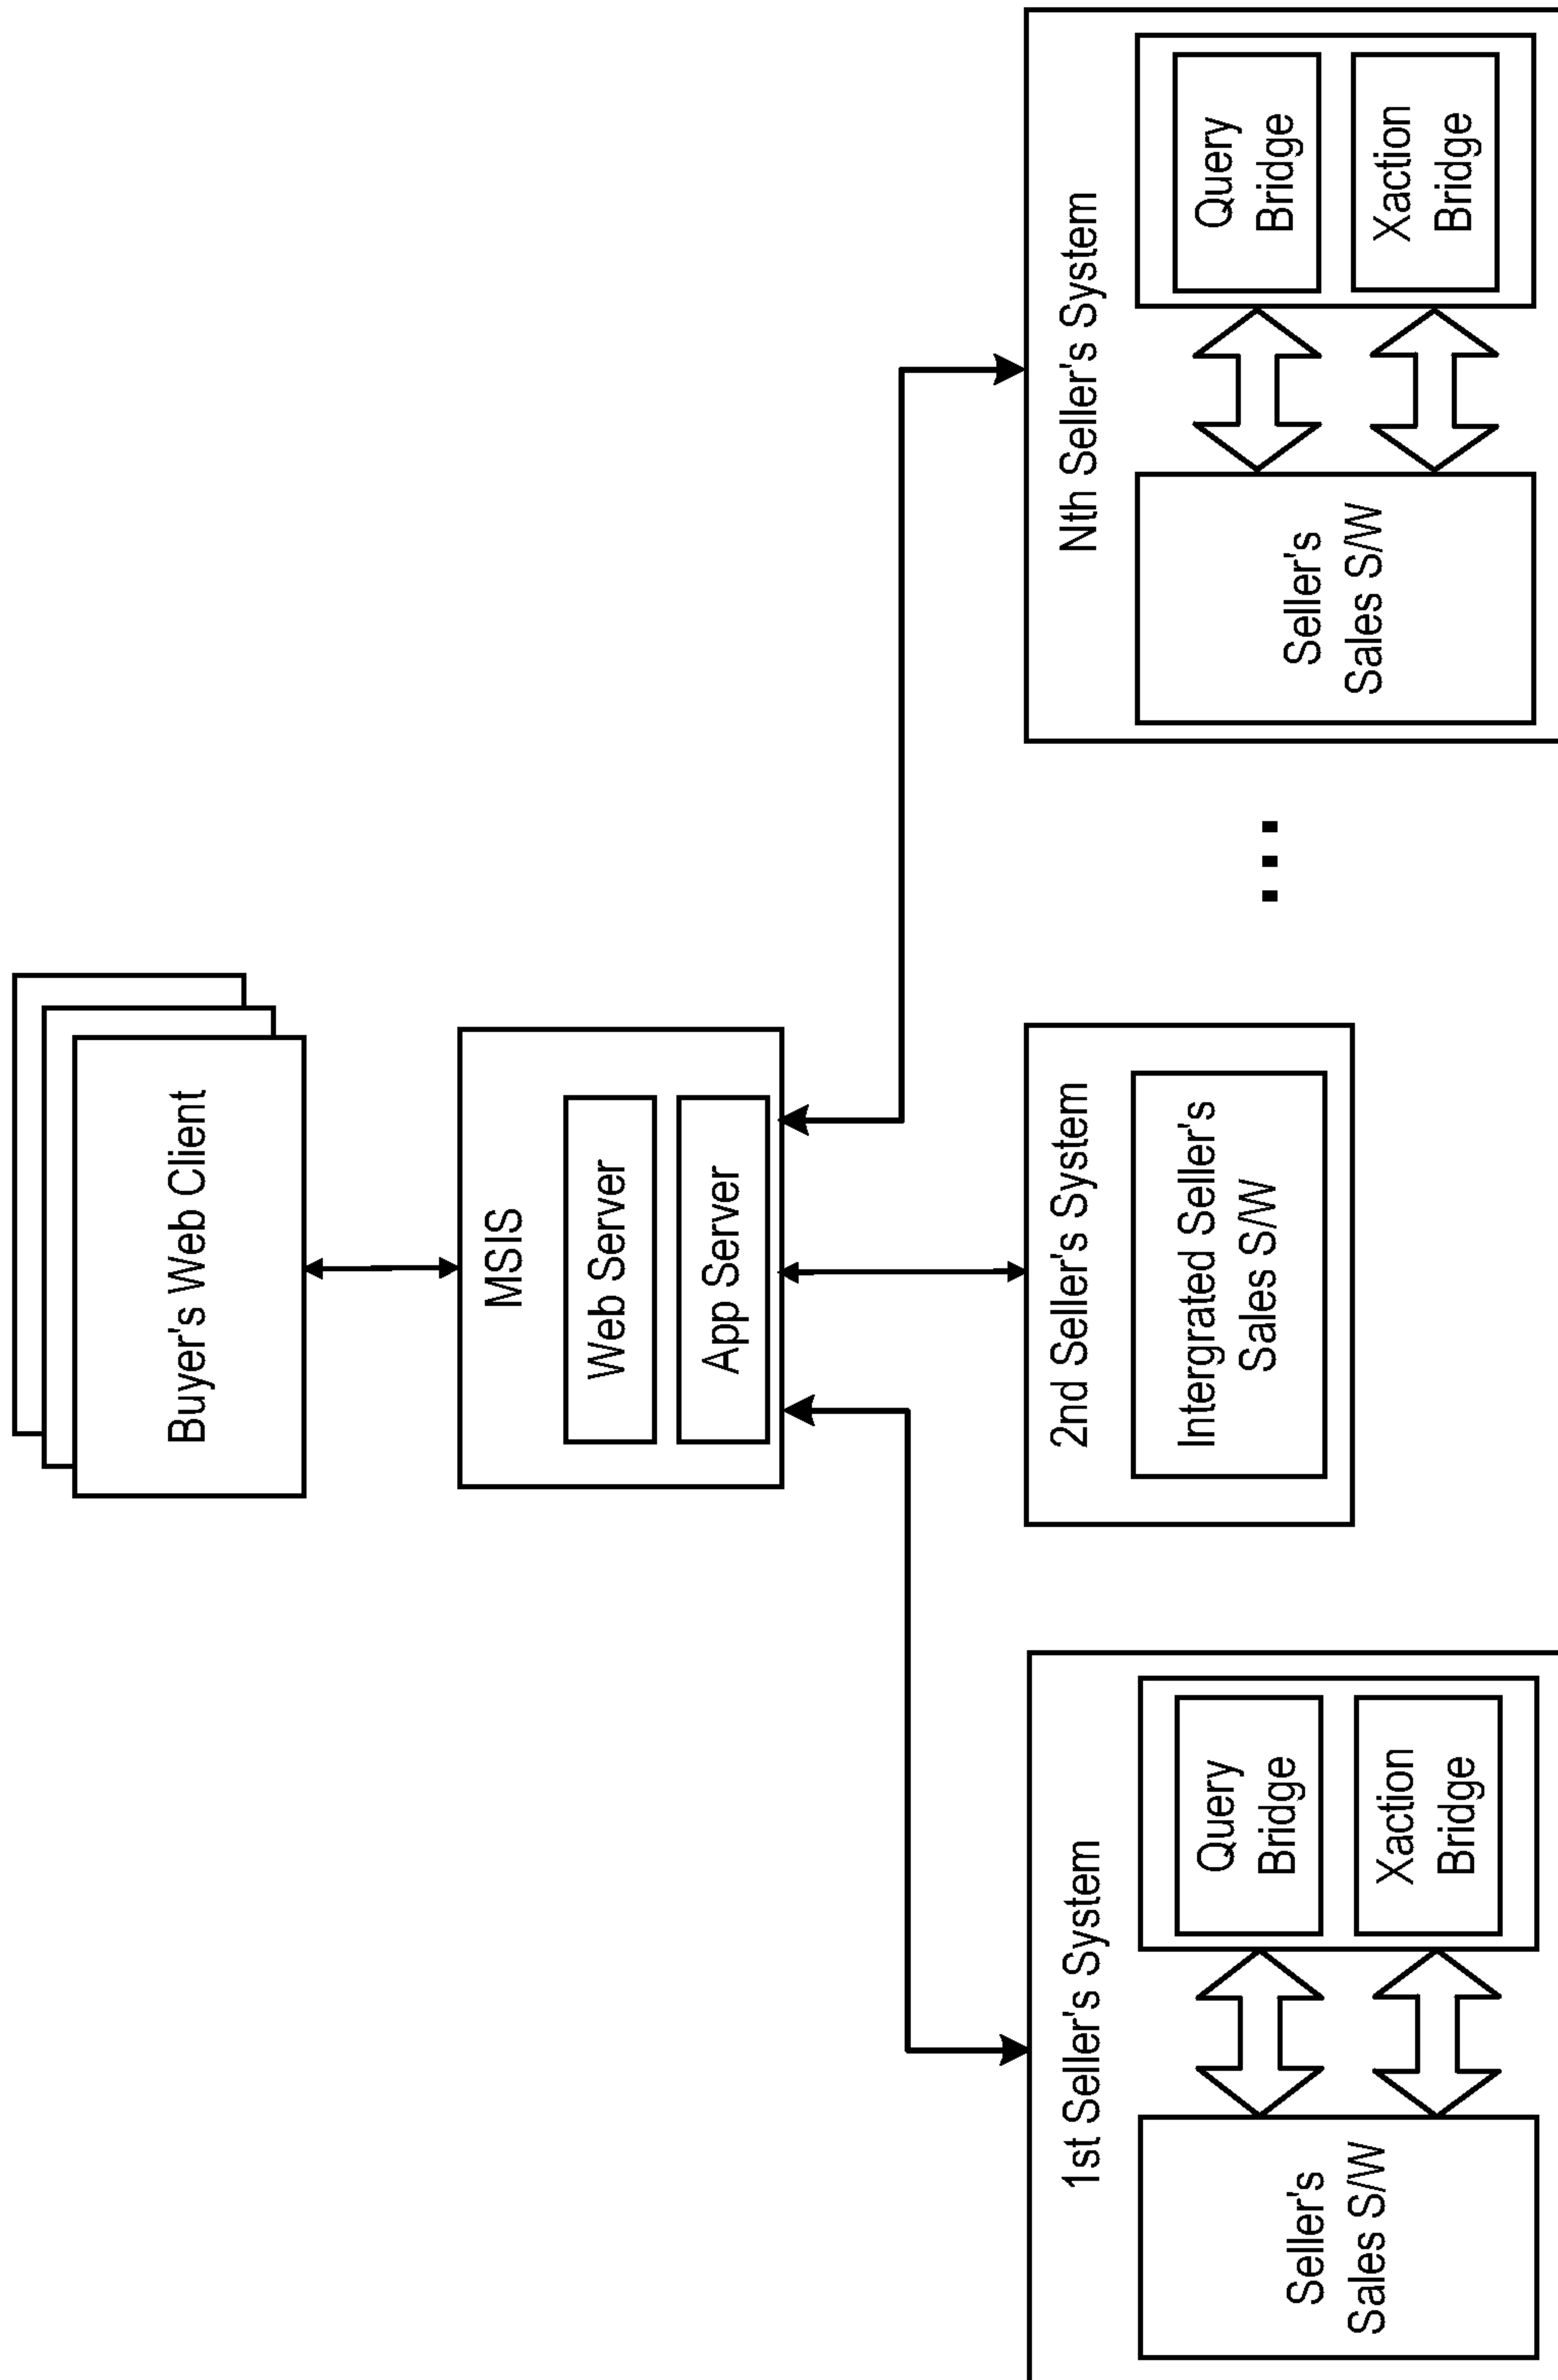 Buyer's Web Client
MSIS
Web Server
App Server
1st Seller's System
Seller's
Sales S/W
Query
Bridge
Xaction
Bridge
2nd Seller's System
Intergrated Seller's
Sales S/W
Nth Seller's System
Seller's
Sales S/W
Query
Bridge
Xaction
Bridge